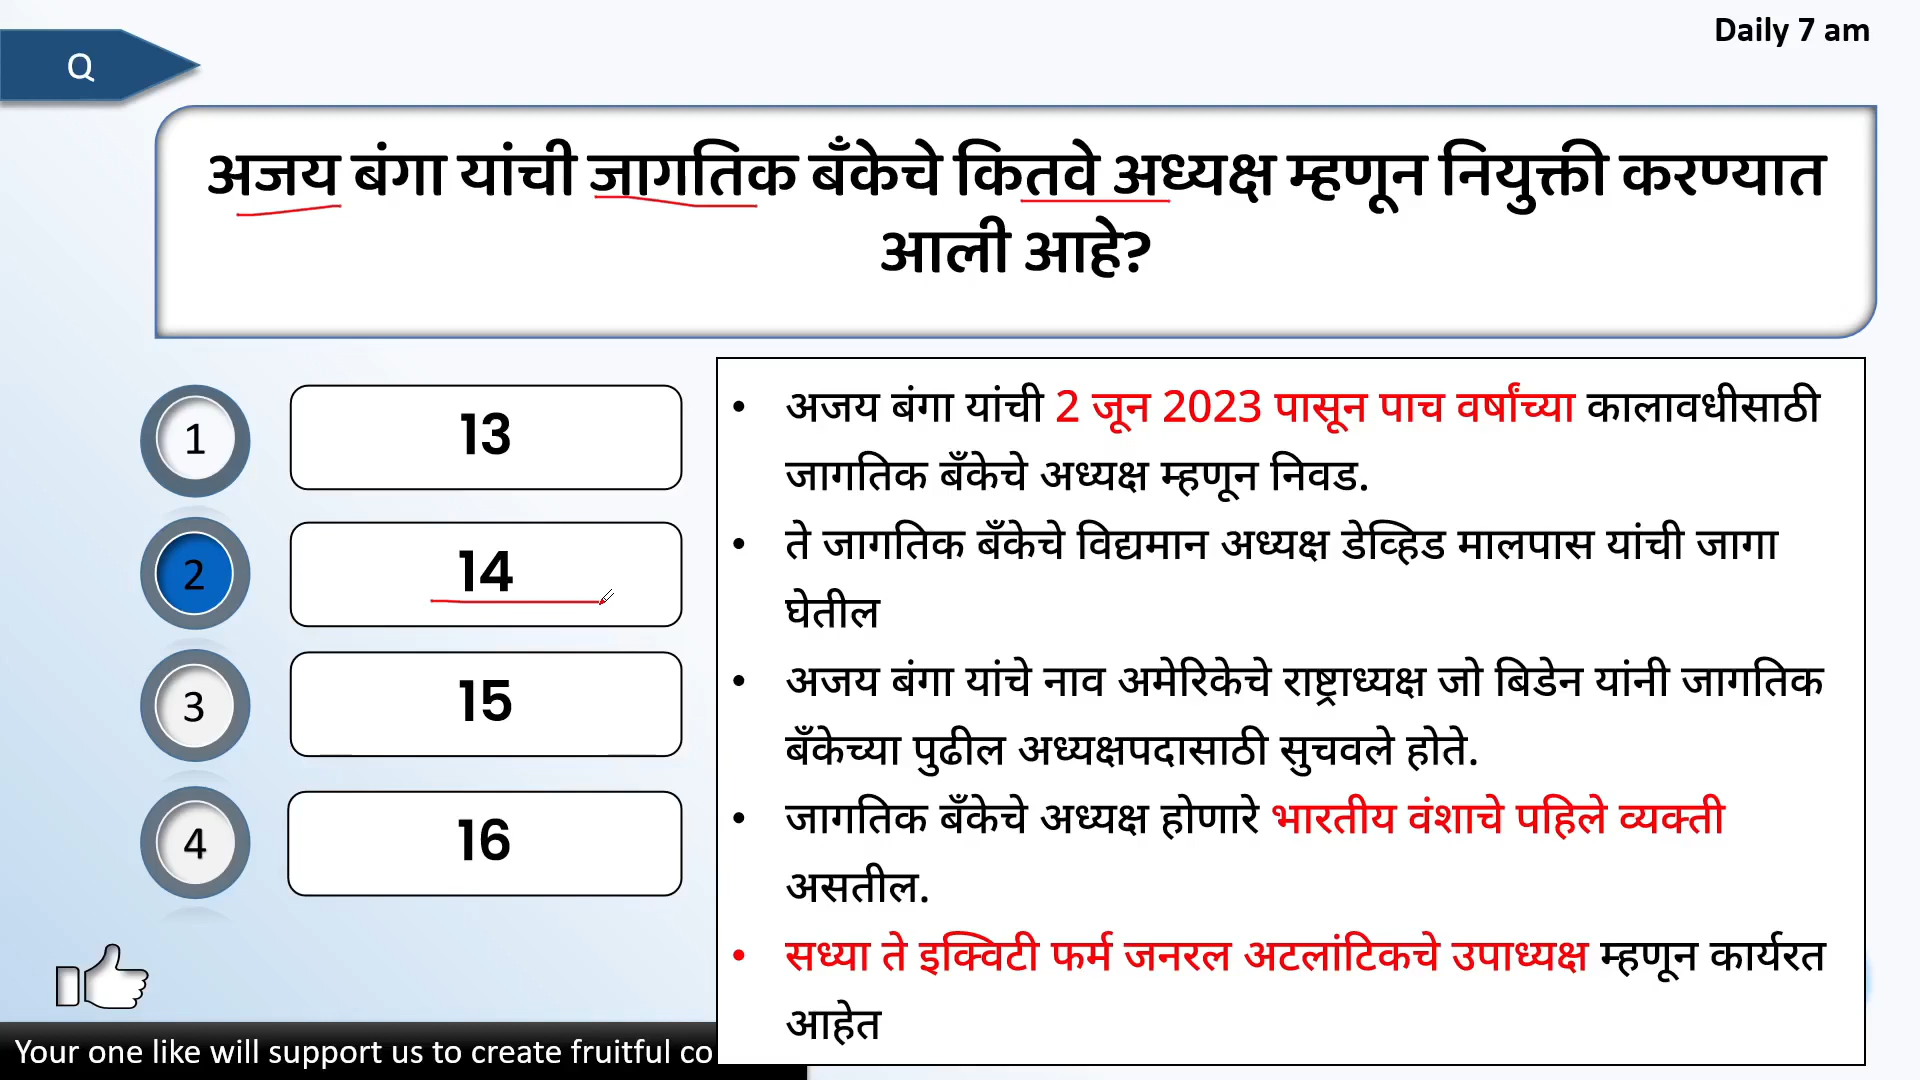 Daily 7 am
Q
अजय बंगा यांची जागतिक बँकेचे कितवे अध्यक्ष म्हणून नियुक्ती करण्यात
आली आहे?
1
13
2
14
3
15
4
16
• अजय बंगा यांची 2 जून 2023 पासून पाच वर्षांच्या कालावधीसाठी
जागतिक बँकेचे अध्यक्ष म्हणून निवड.
• ते जागतिक बँकेचे विद्यमान अध्यक्ष डेव्हिड मालपास यांची जागा
घेतील
• अजय बंगा यांचे नाव अमेरिकेचे राष्ट्राध्यक्ष जो बिडेन यांनी जागतिक
बँकेच्या पुढील अध्यक्षपदासाठी सुचवले होते.
• जागतिक बँकेचे अध्यक्ष होणारे भारतीय वंशाचे पहिले व्यक्ती
असतील.
• सध्या ते इक्विटी फर्म जनरल अटलांटिकचे उपाध्यक्ष म्हणून कार्यरत
आहेत
Your one like will support us to create fruitful co